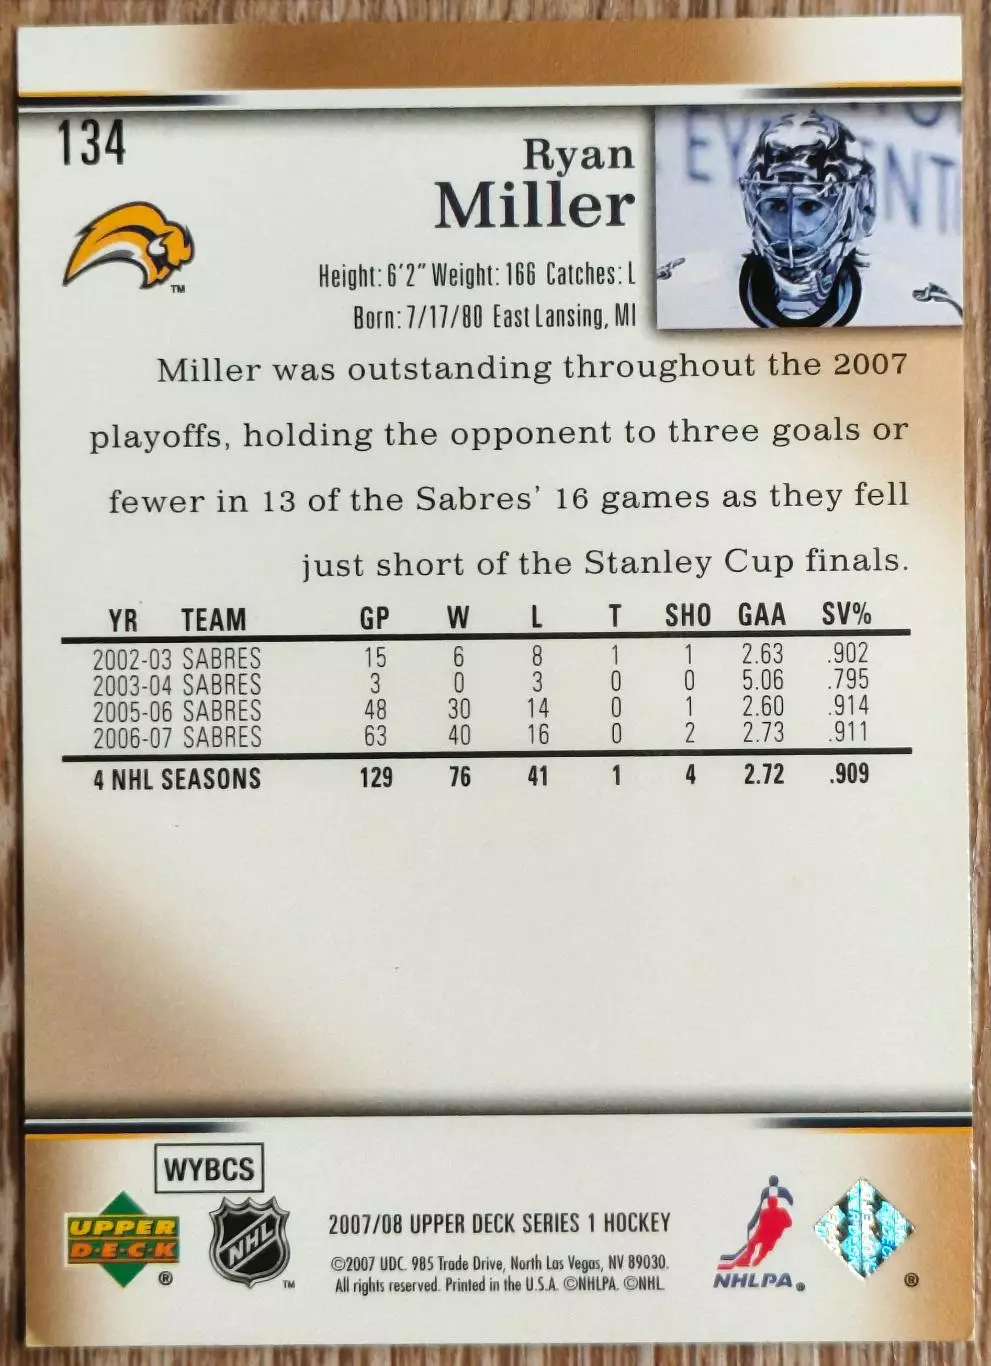 134
Ryan
Miller
Height: 6'2" Weight: 166 Catches: L
Born: 7/17/80 East Lansing, MI
TM
Miller was outstanding throughout the 2007
playoffs, holding the opponent to three goals or
fewer in 13 of the Sabres' 16 games as they fell
just short of the Stanley Cup finals.
YR TEAM GP W L T SHO GAA SV%
2002-03 SABRES 15 6 8 1 1 2.63 .902
2003-04 SABRES 3 0 3 0 0 5.06 .795
2005-06 SABRES 48 30 14 0 1 2.60 .914
2006-07 SABRES 63 40 16 0 2 2.73 .911
4 NHL SEASONS 129 76 41 1 4 2.72 .909
WYBCS
UPPER
D·E·C·K
®
NHL
TM
2007/08 UPPER DECK SERIES 1 HOCKEY
©2007 UDC. 985 Trade Drive, North Las Vegas, NV 89030.
All rights reserved. Printed in the U.S.A. ©NHLPA. ©NHL.
NHLPA®
®